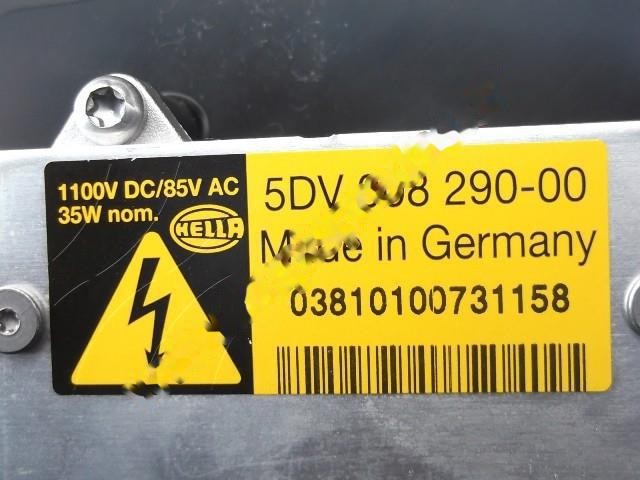 1100V DC/85V AC
35W nom.
HELLA
5DV 290-00
Made in Germany
03810100731158